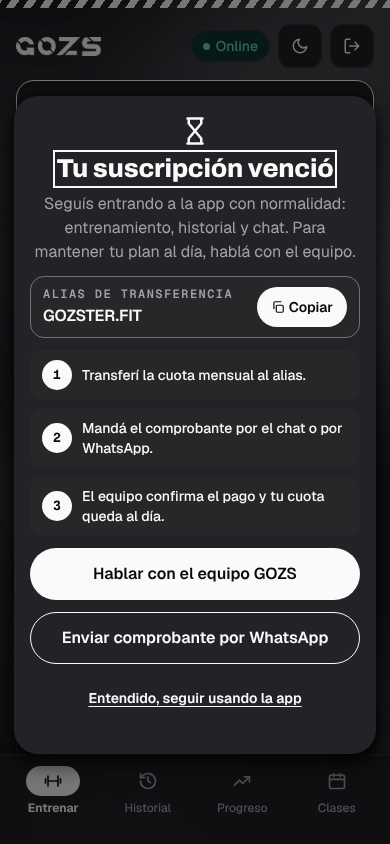 GOZS
Online
Tu suscripción venció
Seguís entrando a la app con normalidad:
entrenamiento, historial y chat. Para
mantener tu plan al día, hablá con el equipo.
ALIAS DE TRANSFERENCIA
GOZSTER.FIT
Copiar
1 Transferí la cuota mensual al alias.
2 Mandá el comprobante por el chat o por
WhatsApp.
3 El equipo confirma el pago y tu cuota
queda al día.
Hablar con el equipo GOZS
Enviar comprobante por WhatsApp
Entendido, seguir usando la app
Entrenar Historial Progreso Clases